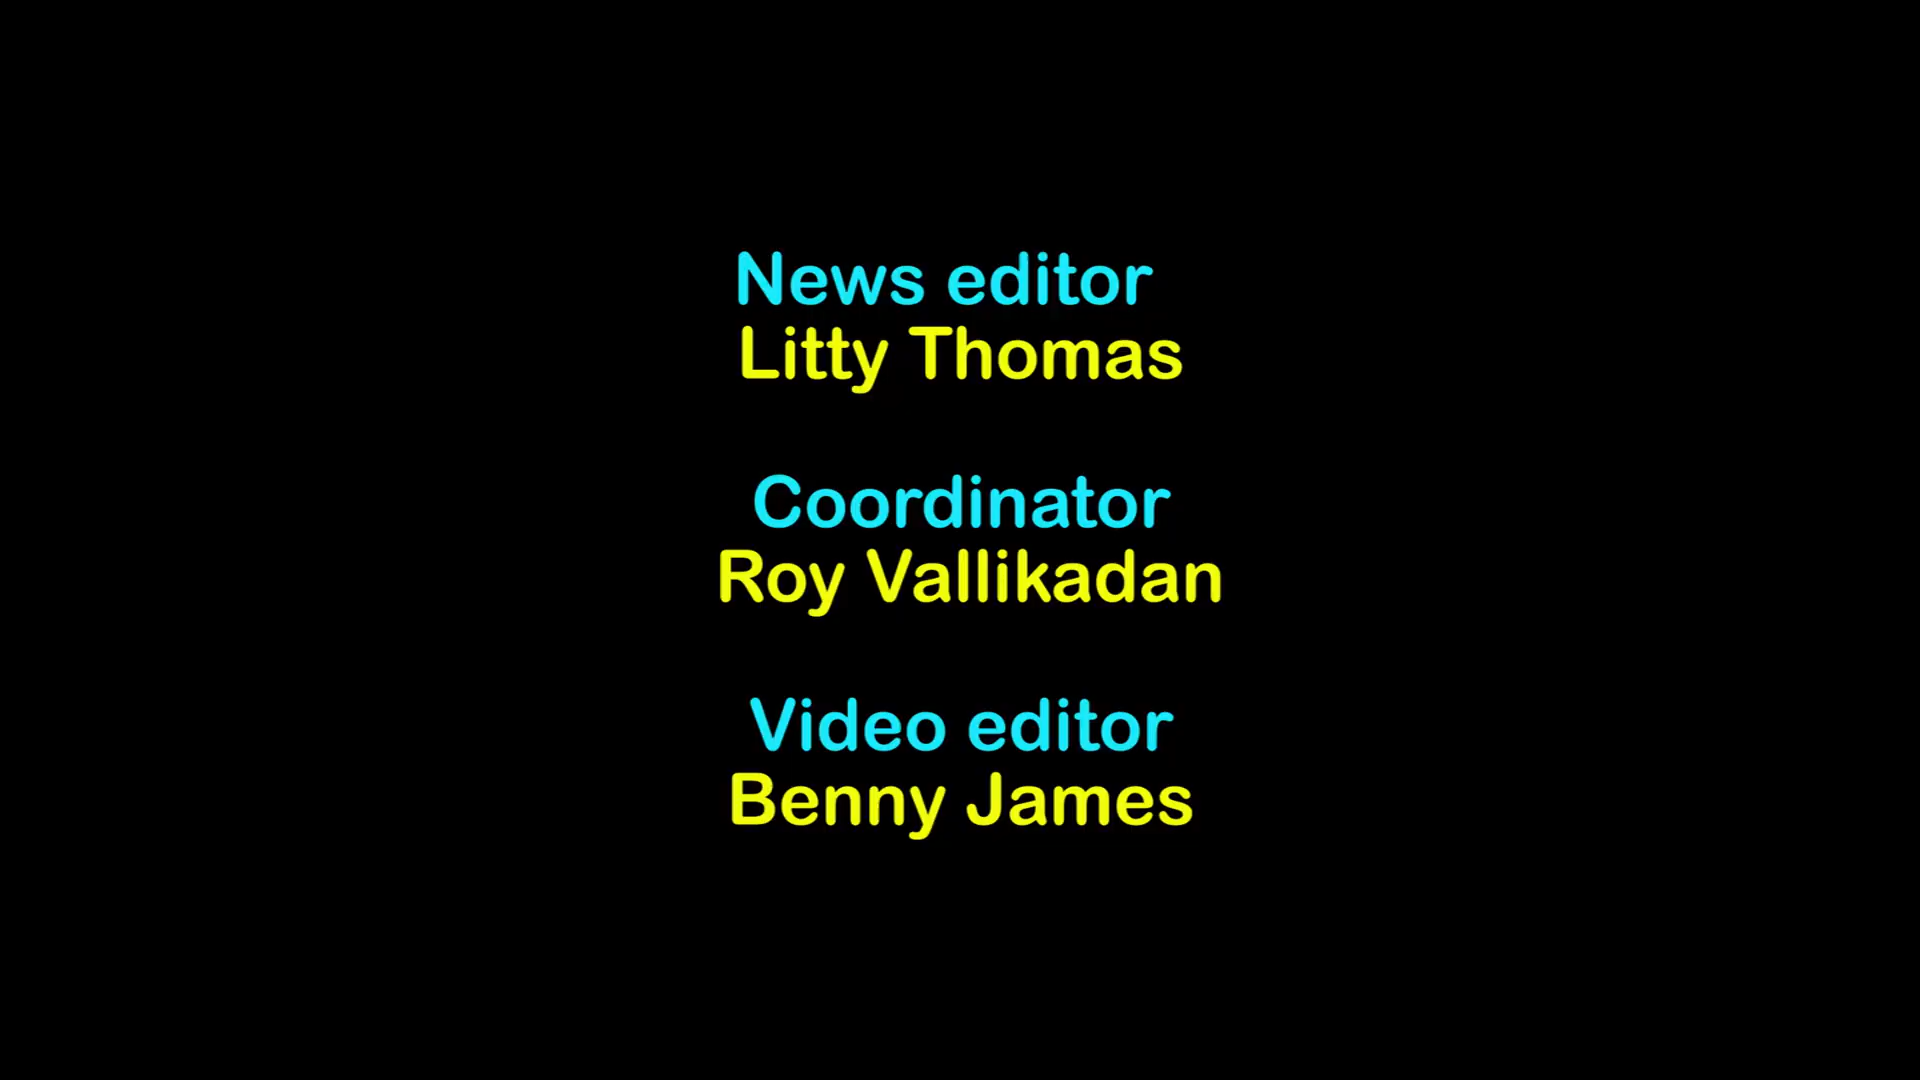 News editor
Litty Thomas
Coordinator
Roy Vallikadan
Video editor
Benny James